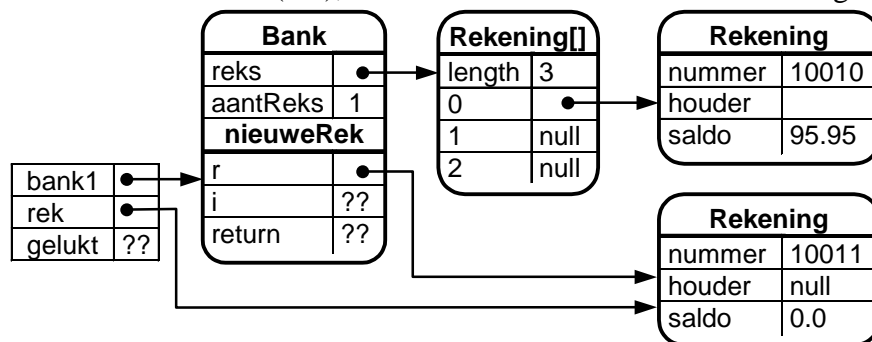 Bank
reks
aantReks 1
nieuweRek
r
i ??
return ??
Rekening[]
length 3
0
1 null
2 null
Rekening
nummer 10010
houder
saldo 95.95
bank1
rek
gelukt ??
Rekening
nummer 10011
houder null
saldo 0.0